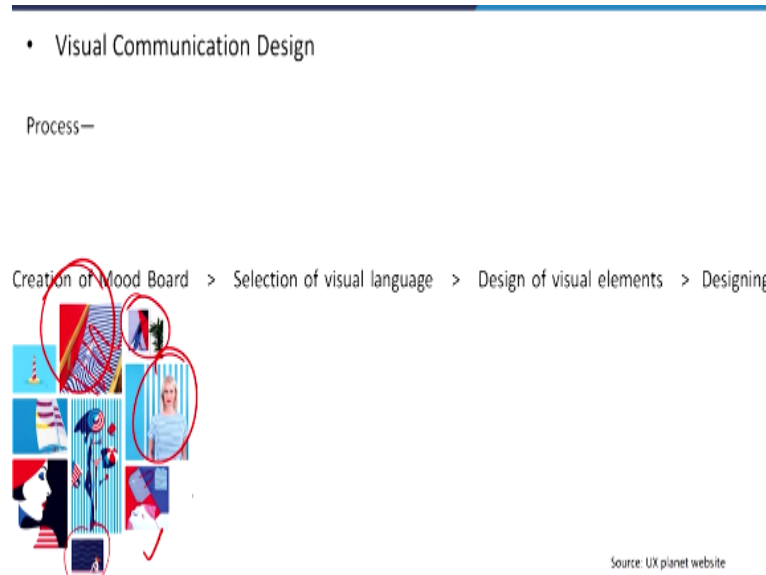 • Visual Communication Design
Process—
Creation of Mood Board > Selection of visual language > Design of visual elements > Designing
Source: UX planet website